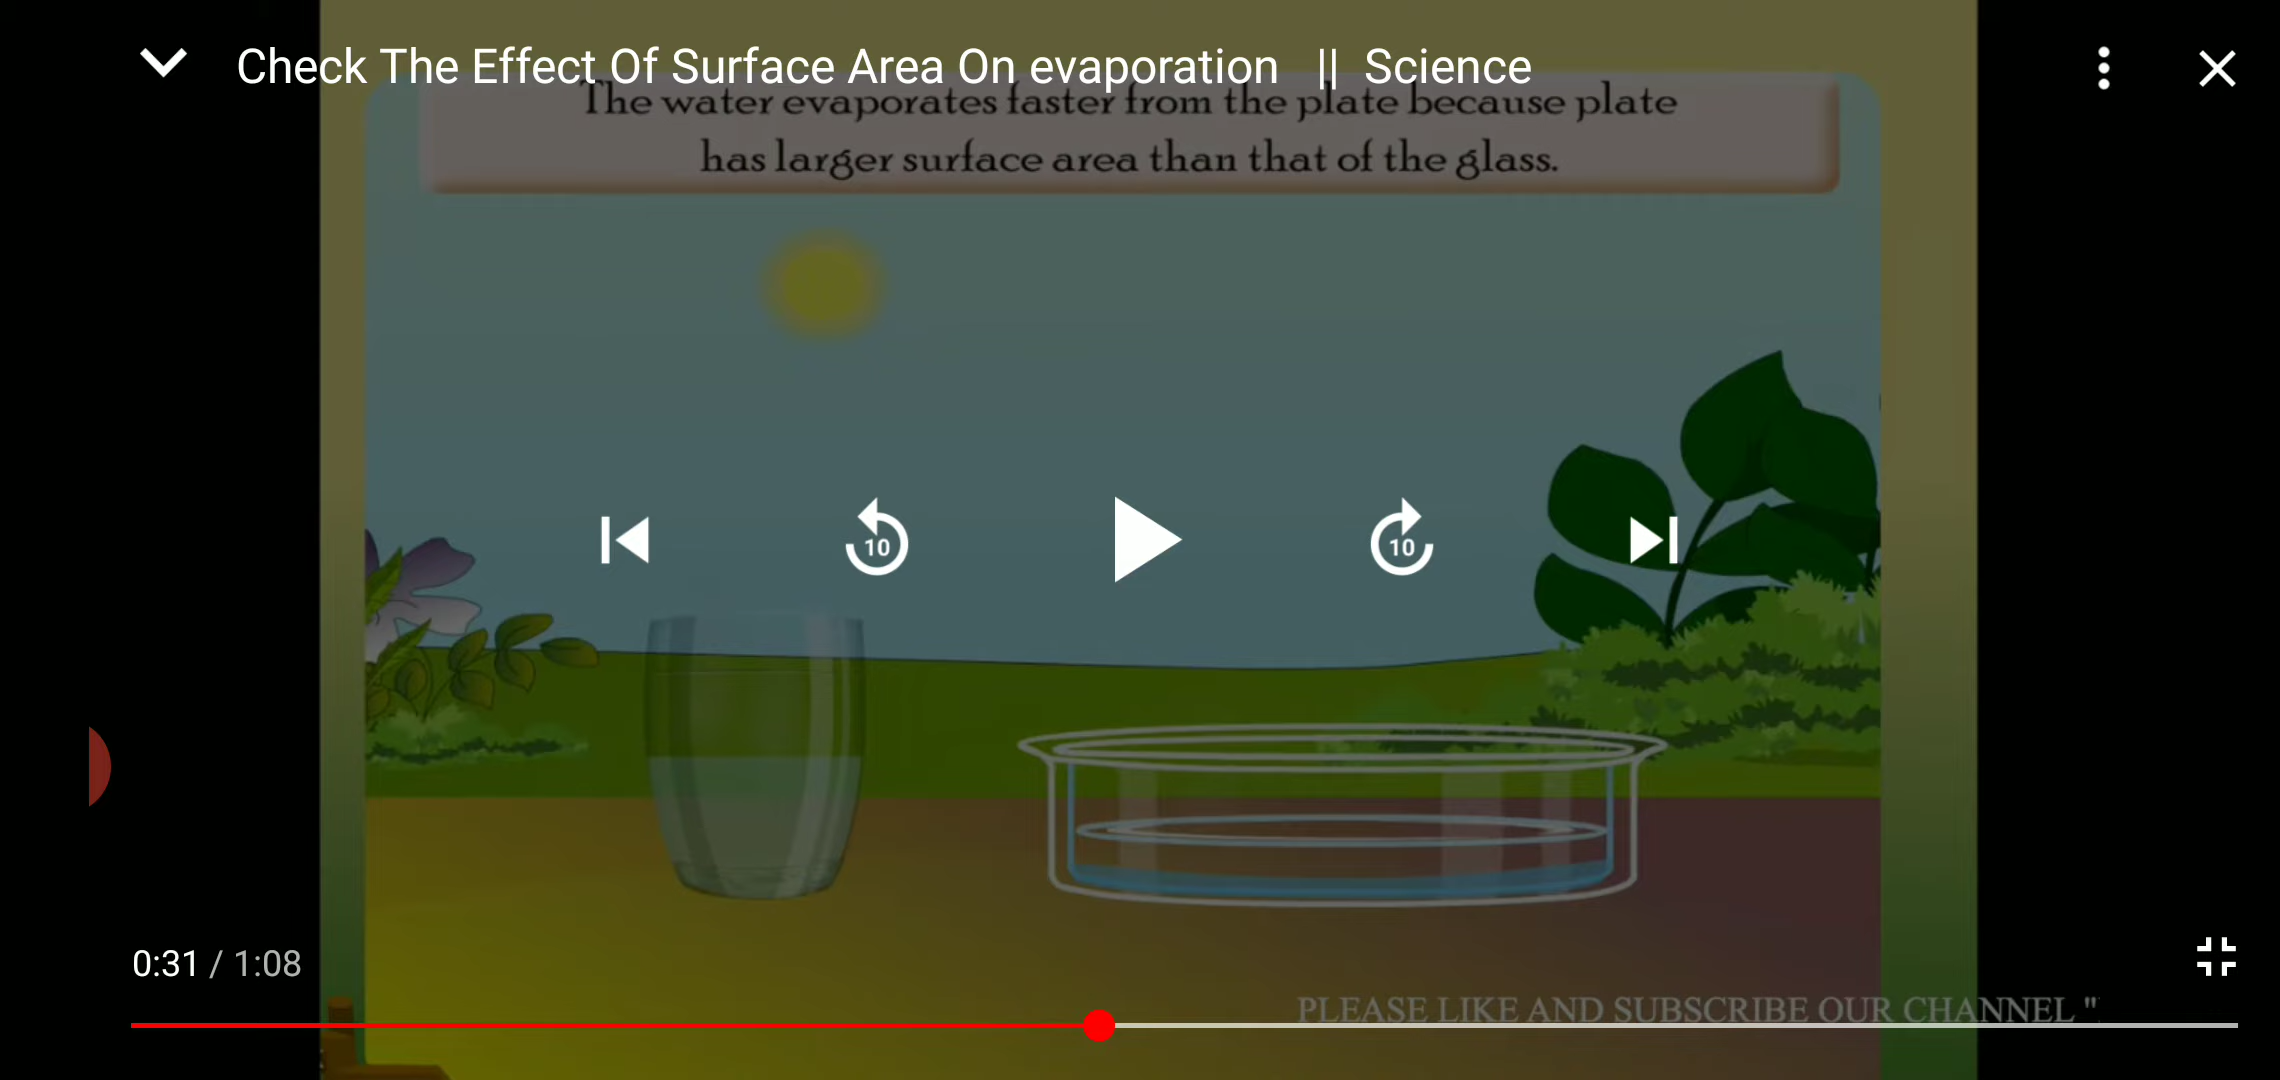 Check The Effect Of Surface Area On evaporation || Science
The water evaporates faster from the plate because plate
has larger surface area than that of the glass.
10
10
0:31 / 1:08
PLEASE LIKE AND SUBSCRIBE OUR CHANNEL "